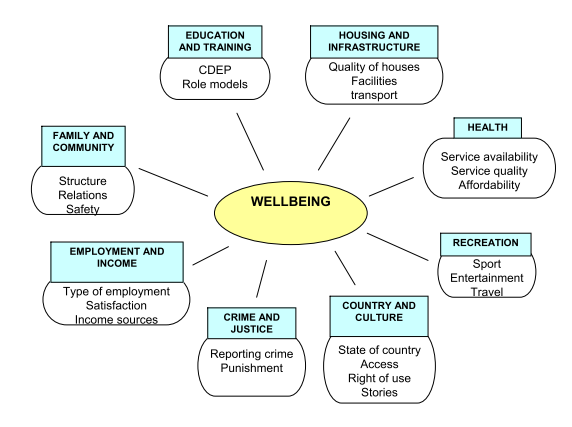 EDUCATION
AND TRAINING
CDEP
Role models
HOUSING AND
INFRASTRUCTURE
Quality of houses
Facilities
transport
FAMILY AND
COMMUNITY
Structure
Relations
Safety
HEALTH
Service availability
Service quality
Affordability
WELLBEING
EMPLOYMENT AND
INCOME
Type of employment
Satisfaction
Income sources
RECREATION
Sport
Entertainment
Travel
CRIME AND
JUSTICE
Reporting crime
Punishment
COUNTRY AND
CULTURE
State of country
Access
Right of use
Stories